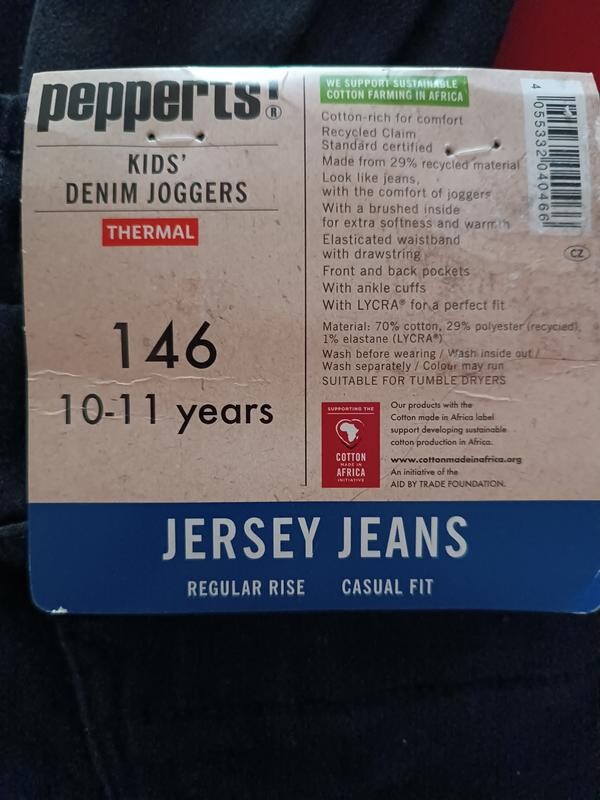 pepperts!®
KIDS'
DENIM JOGGERS
THERMAL
146
10-11 years
WE SUPPORT SUSTAINABLE
COTTON FARMING IN AFRICA
Cotton-rich for comfort
Recycled Claim
Standard certified
Made from 29% recycled material
Look like jeans,
with the comfort of joggers
With a brushed inside
for extra softness and warmth
Elasticated waistband
with drawstring
Front and back pockets
With ankle cuffs
With LYCRA® for a perfect fit
Material: 70% cotton, 29% polyester (recycled),
1% elastane (LYCRA®)
Wash before wearing / Wash inside out /
Wash separately / Colour may run
SUITABLE FOR TUMBLE DRYERS
SUPPORTING THE
COTTON
MADE IN
AFRICA
INITIATIVE
Our products with the
Cotton made in Africa label
support developing sustainable
cotton production in Africa.
www.cottonmadeinafrica.org
An initiative of the
AID BY TRADE FOUNDATION.
4 055332 040466
CZ
JERSEY JEANS
REGULAR RISE CASUAL FIT